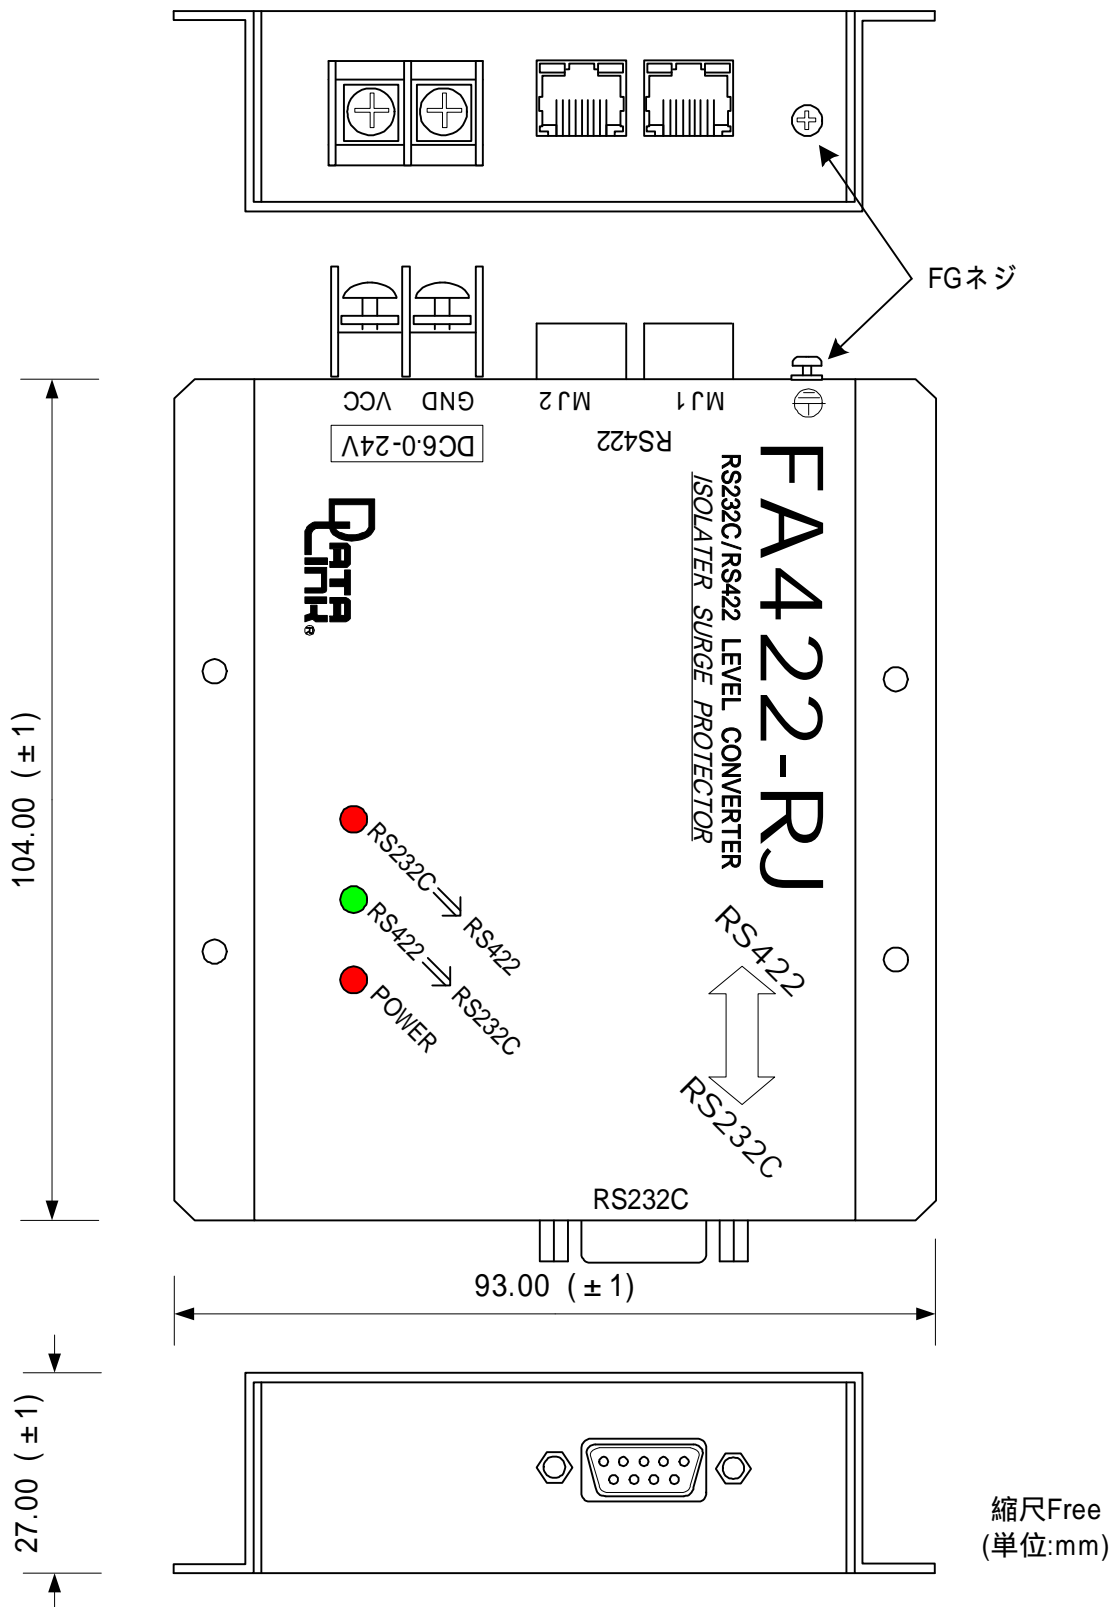 FGネジ
VCC
GND
MJ2
MJ1
DC6.0-24V
RS422
FA422-RJ
RS232C/RS422 LEVEL CONVERTER
ISOLATER SURGE PROTECTOR
DATA
LINK®
104.00 (±1)
RS232C⇒RS422
RS422⇒RS232C
POWER
RS422
RS232C
RS232C
93.00 (±1)
27.00 (±1)
縮尺Free
(単位:mm)